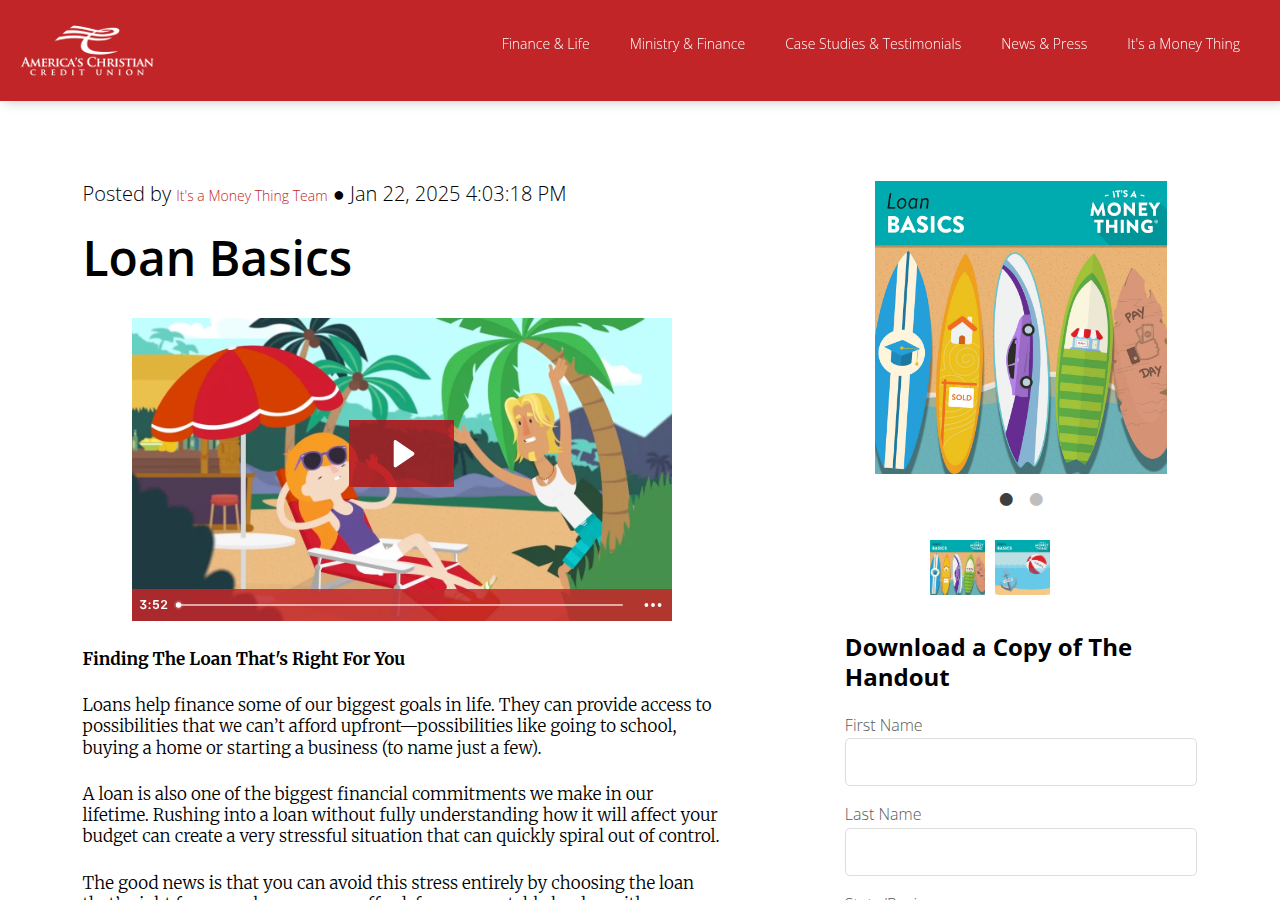 AMERICA'S CHRISTIAN
CREDIT UNION
Finance & Life
Ministry & Finance
Case Studies & Testimonials
News & Press
It's a Money Thing
Posted by It's a Money Thing Team ● Jan 22, 2025 4:03:18 PM
Loan Basics
3:52
Finding The Loan That's Right For You
Loans help finance some of our biggest goals in life. They can provide access to
possibilities that we can’t afford upfront—possibilities like going to school,
buying a home or starting a business (to name just a few).
A loan is also one of the biggest financial commitments we make in our
lifetime. Rushing into a loan without fully understanding how it will affect your
budget can create a very stressful situation that can quickly spiral out of control.
The good news is that you can avoid this stress entirely by choosing the loan
Loan
BASICS
~ IT'S A ~
MONEY
THING®
SOLD
PAY
DAY
Download a Copy of The
Handout
First Name
Last Name